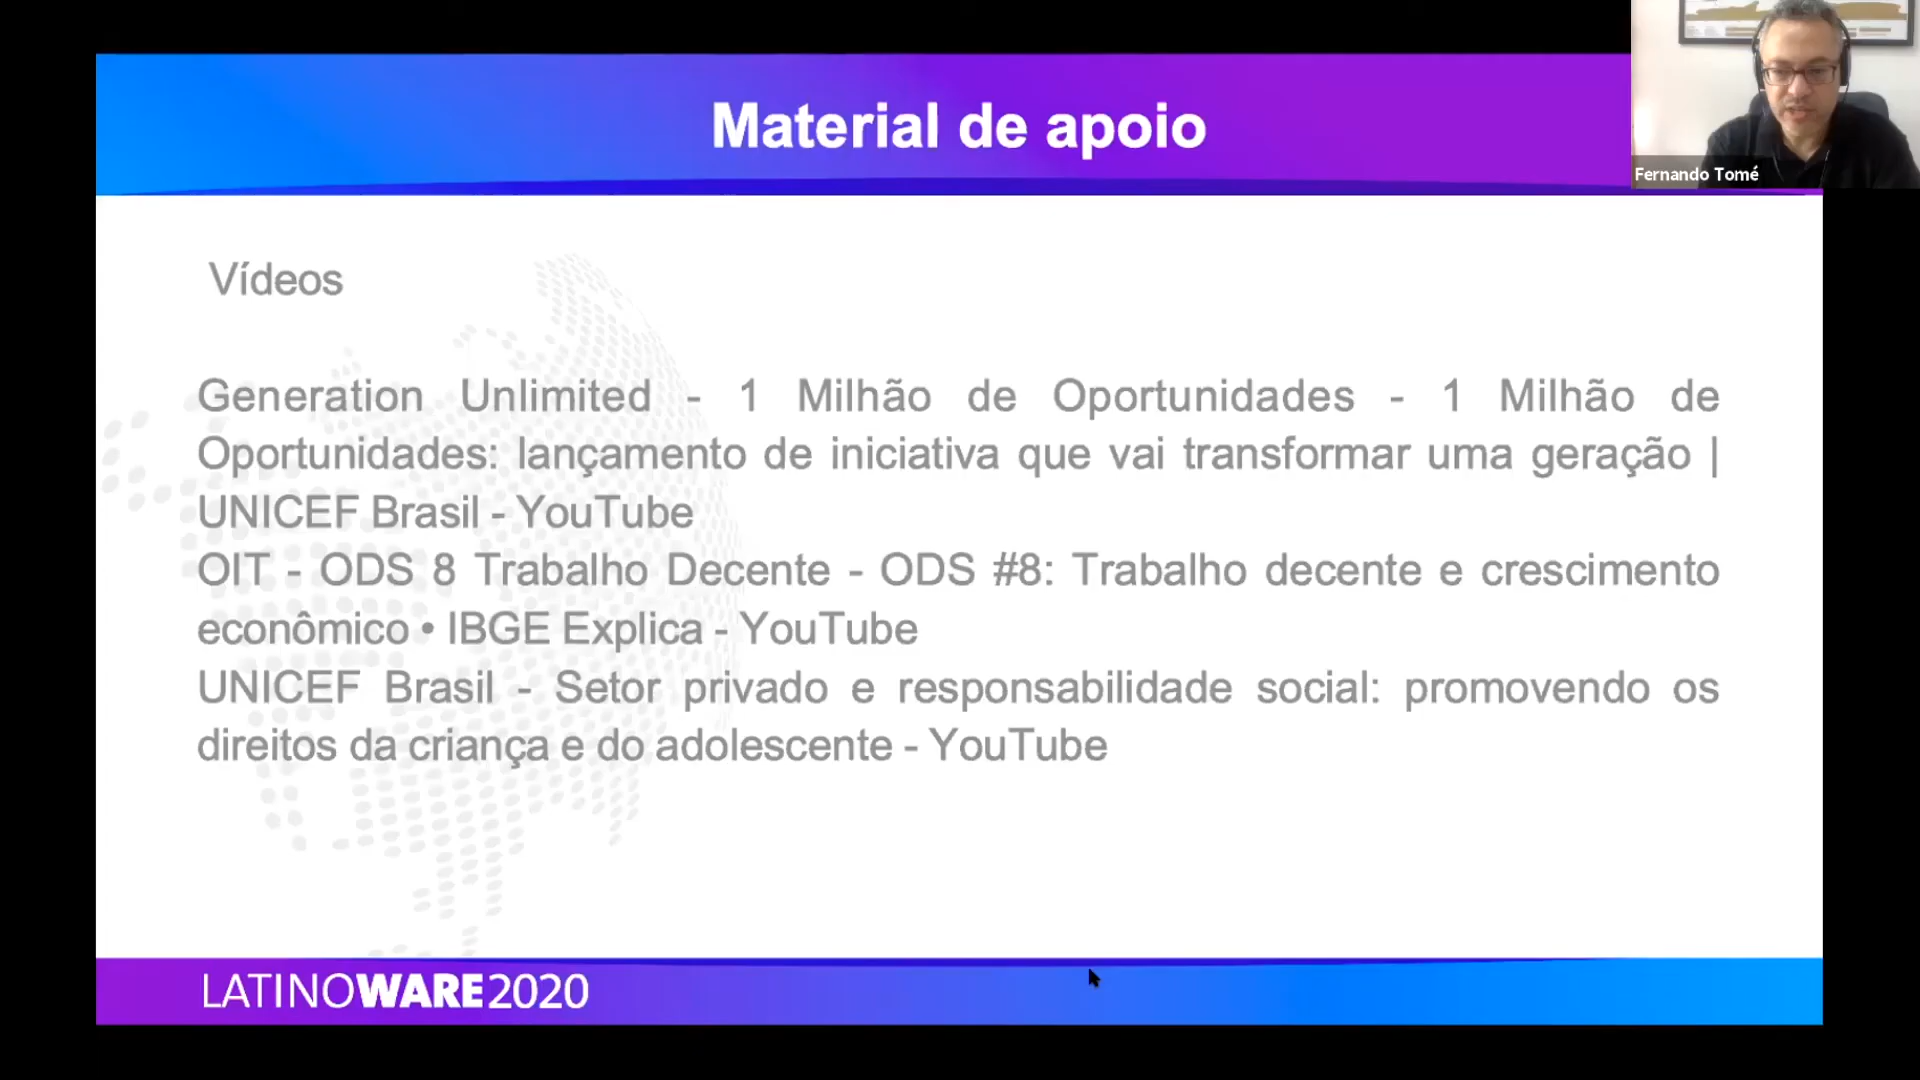 Material de apoio
Fernando Tomé
Vídeos
Generation Unlimited - 1 Milhão de Oportunidades - 1 Milhão de
Oportunidades: lançamento de iniciativa que vai transformar uma geração |
UNICEF Brasil - YouTube
OIT - ODS 8 Trabalho Decente - ODS #8: Trabalho decente e crescimento
econômico • IBGE Explica - YouTube
UNICEF Brasil - Setor privado e responsabilidade social: promovendo os
direitos da criança e do adolescente - YouTube
LATINOWARE2020